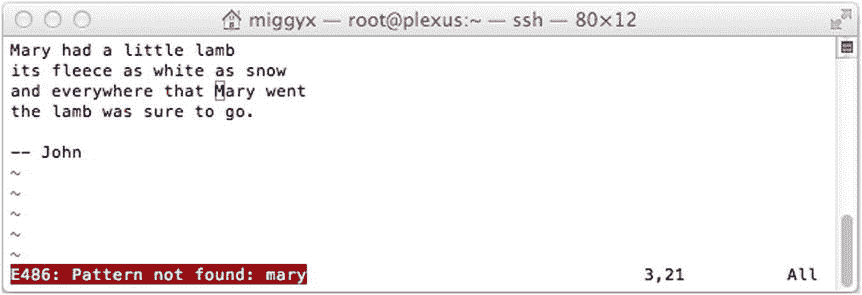 miggyx — root@plexus:~ — ssh — 80×12
Mary had a little lamb
its fleece as white as snow
and everywhere that Mary went
the lamb was sure to go.
-- John
~
~
~
~
~
E486: Pattern not found: mary 3,21 All